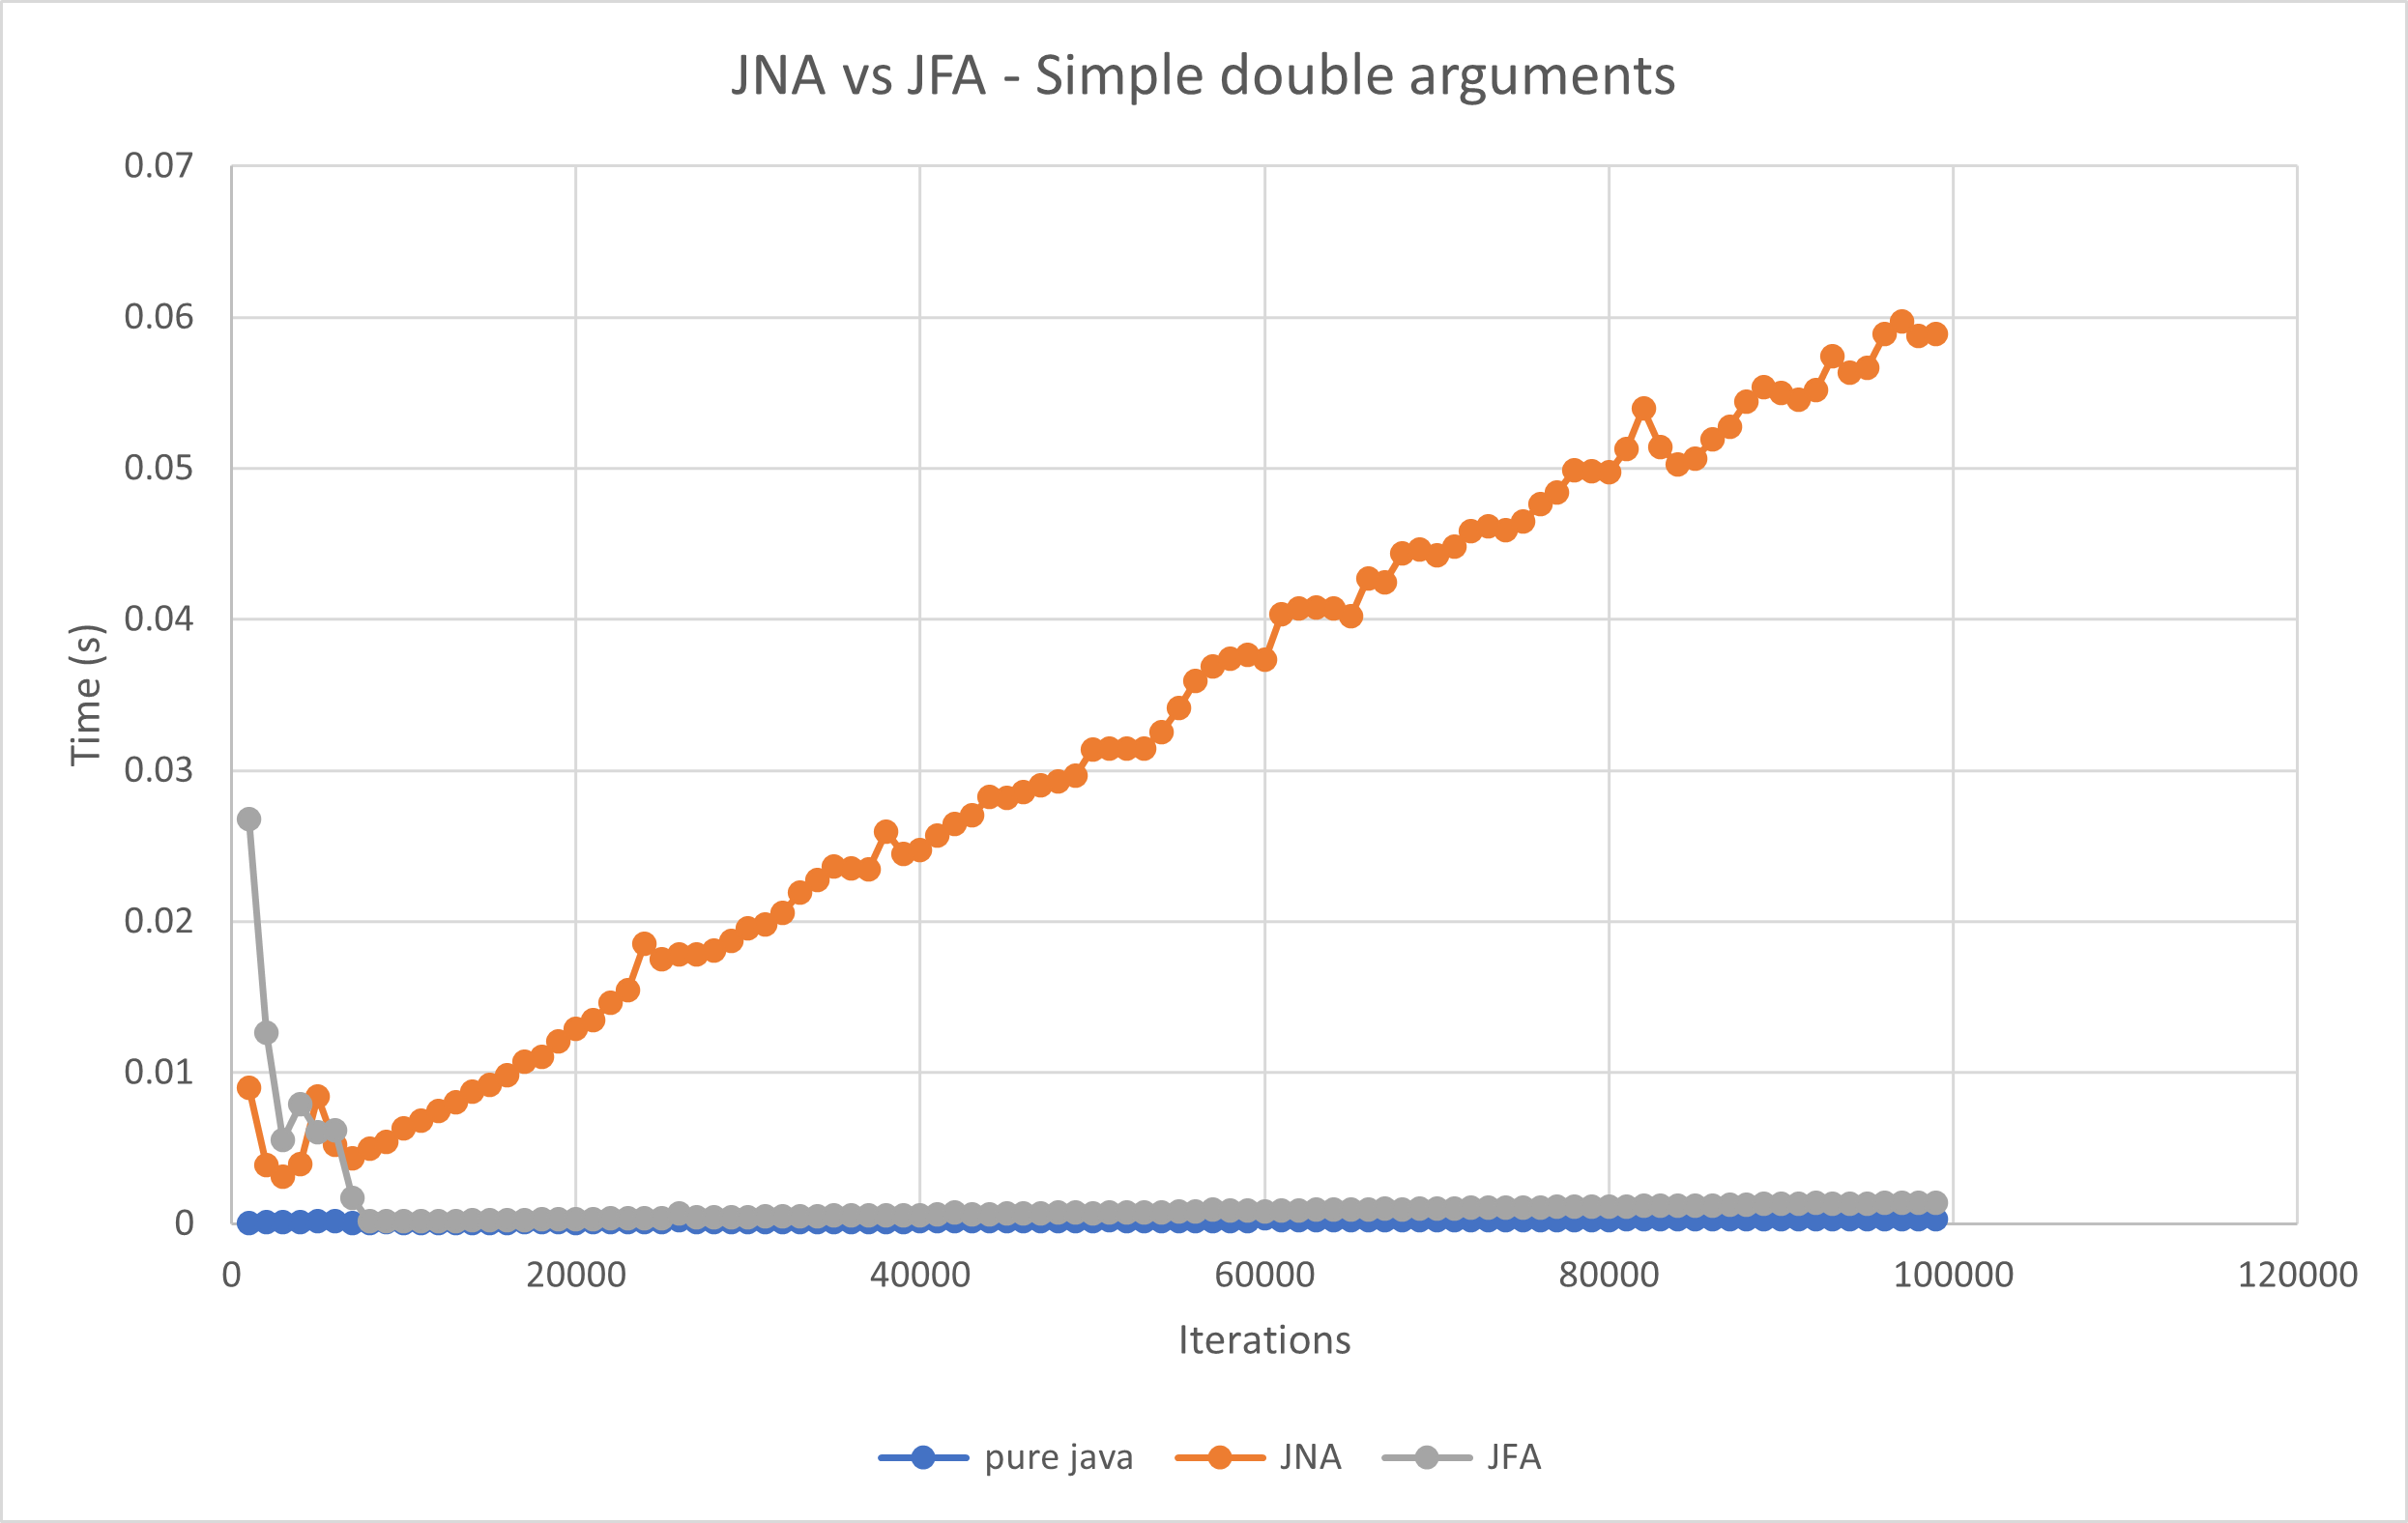 JNA vs JFA - Simple double arguments
0.07
0.06
0.05
0.04
0.03
0.02
0.01
0
Time (s)
0 20000 40000 60000 80000 100000 120000
Iterations
pure java JNA JFA